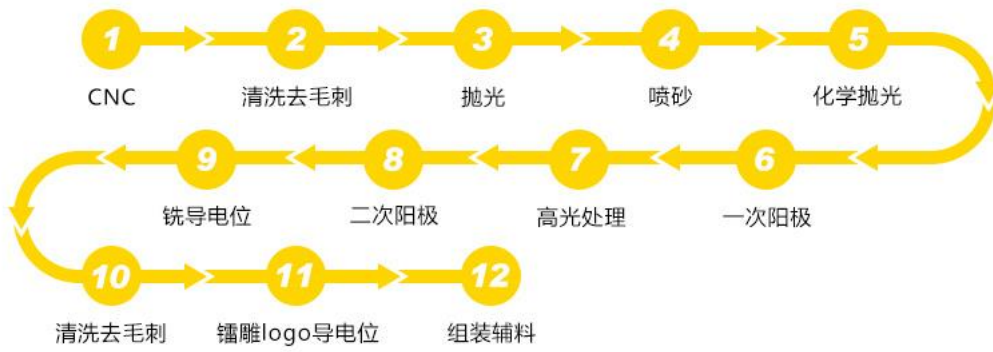 1 2 3 4 5
CNC 清洗去毛刺 抛光 喷砂 化学抛光
9 8 7 6
铣导电位 二次阳极 高光处理 一次阳极
10 11 12
清洗去毛刺 镭雕logo导电位 组装辅料